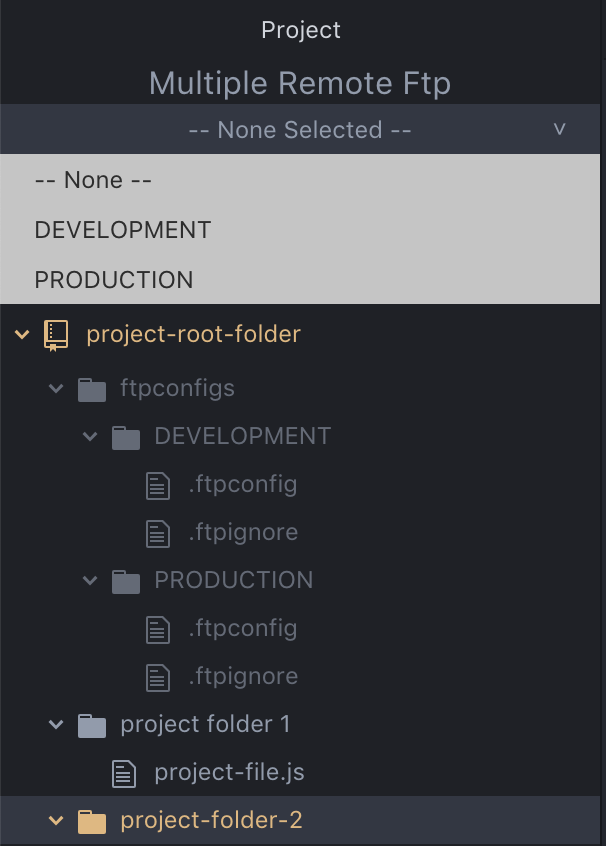 Project
Multiple Remote Ftp
-- None Selected -- v
-- None --
DEVELOPMENT
PRODUCTION
project-root-folder
ftpconfigs
DEVELOPMENT
.ftpconfig
.ftpignore
PRODUCTION
.ftpconfig
.ftpignore
project folder 1
project-file.js
project-folder-2